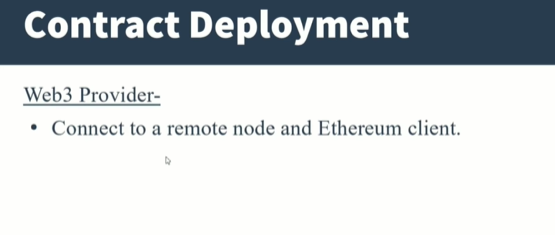 Contract Deployment
Web3 Provider-
• Connect to a remote node and Ethereum client.